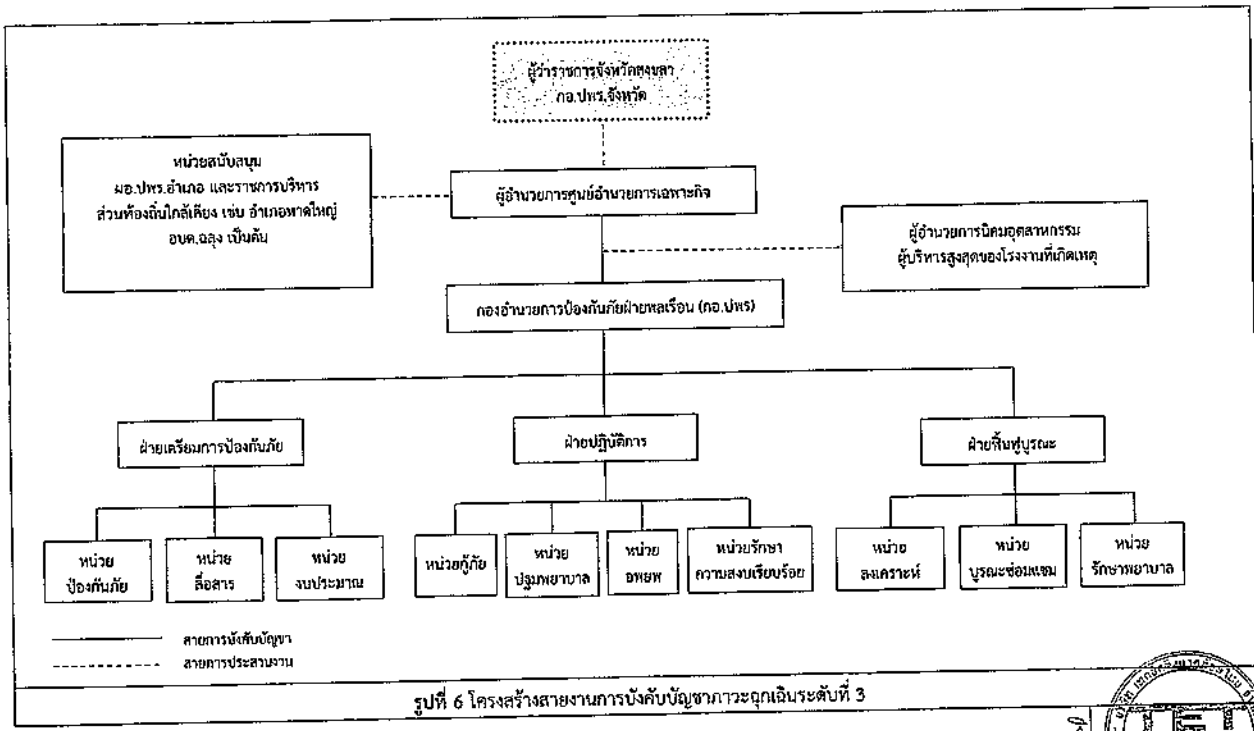 ผู้ว่าราชการจังหวัดสงขลา
กอ.ปพร.จังหวัด
หน่วยสนับสนุน
ผอ.ปพร.อำเภอ และราชการบริหาร
ส่วนท้องถิ่นใกล้เคียง เช่น อำเภอหาดใหญ่
อบต.ฉลุง เป็นต้น
ผู้อำนวยการศูนย์อำนวยการเฉพาะกิจ
ผู้อำนวยการนิคมอุตสาหกรรม
ผู้บริหารสูงสุดของโรงงานที่เกิดเหตุ
กองอำนวยการป้องกันภัยฝ่ายพลเรือน (กอ.ปพร)
ฝ่ายเตรียมการป้องกันภัย
ฝ่ายปฏิบัติการ
ฝ่ายฟื้นฟูบูรณะ
หน่วย
ป้องกันภัย
หน่วย
สื่อสาร
หน่วย
งบประมาณ
หน่วยกู้ภัย
หน่วย
ปฐมพยาบาล
หน่วย
อพยพ
หน่วยรักษา
ความสงบเรียบร้อย
หน่วย
สงเคราะห์
หน่วย
บูรณะซ่อมแซม
หน่วย
รักษาพยาบาล
สายการบังคับบัญชา
สายการประสานงาน
รูปที่ 6 โครงสร้างสายงานการบังคับบัญชาภาวะฉุกเฉินระดับที่ 3